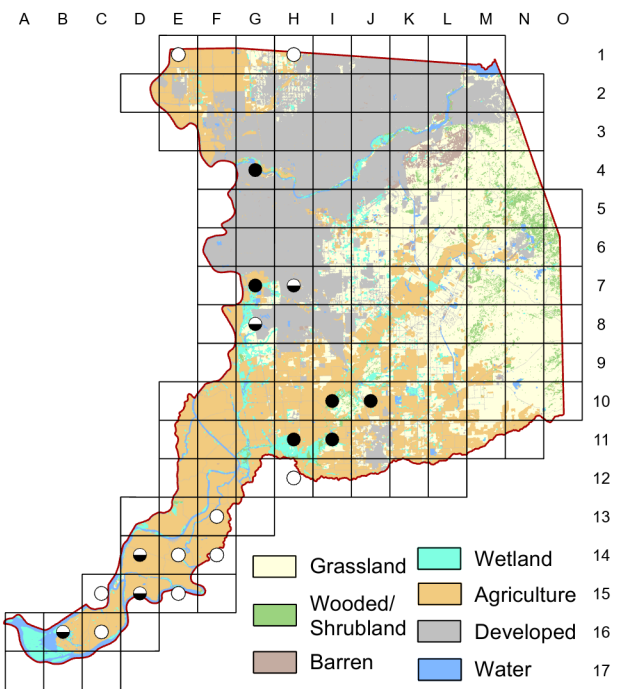 A B C D E F G H I J K L M N O
1
2
3
4
5
6
7
8
9
10
11
12
13
14
15
16
17
Grassland
Wooded/
Shrubland
Barren
Wetland
Agriculture
Developed
Water